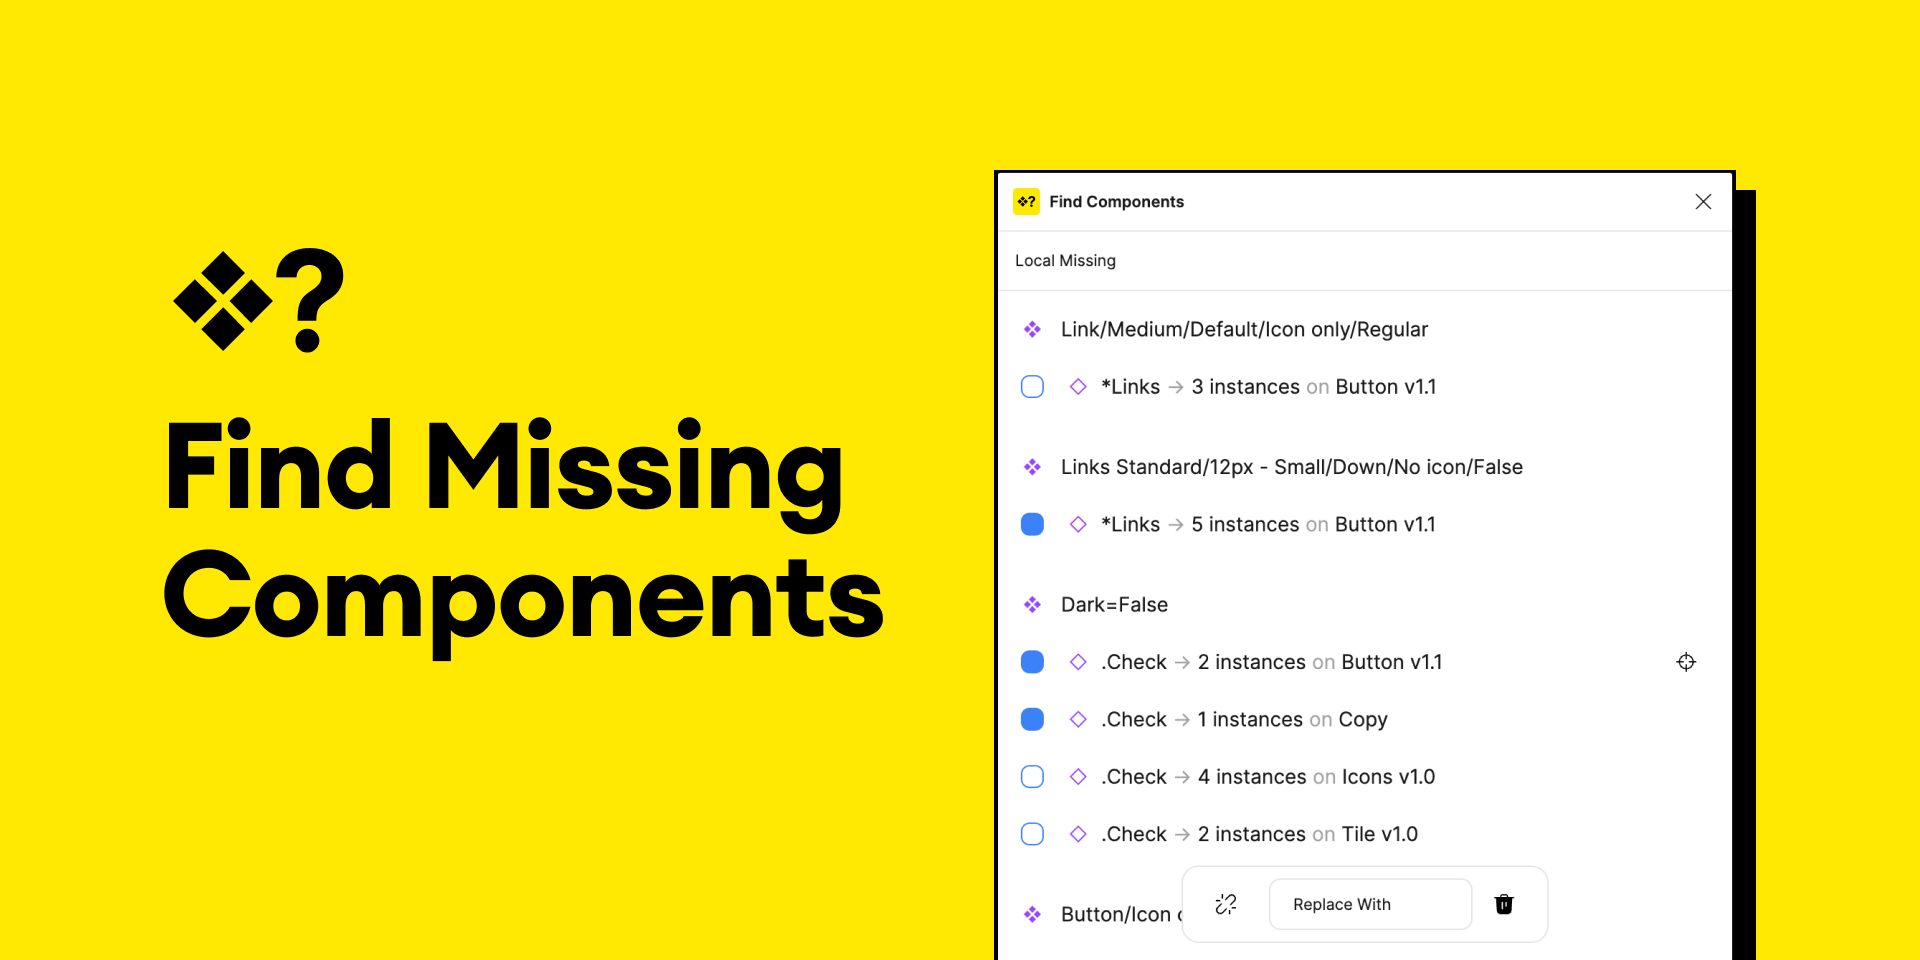 ❖?
Find Missing
Components
❖?
Find Components
Local Missing
Link/Medium/Default/Icon only/Regular
*Links → 3 instances on Button v1.1
Links Standard/12px - Small/Down/No icon/False
*Links → 5 instances on Button v1.1
Dark=False
.Check → 2 instances on Button v1.1
.Check → 1 instances on Copy
.Check → 4 instances on Icons v1.0
.Check → 2 instances on Tile v1.0
Button/Icon
Replace With